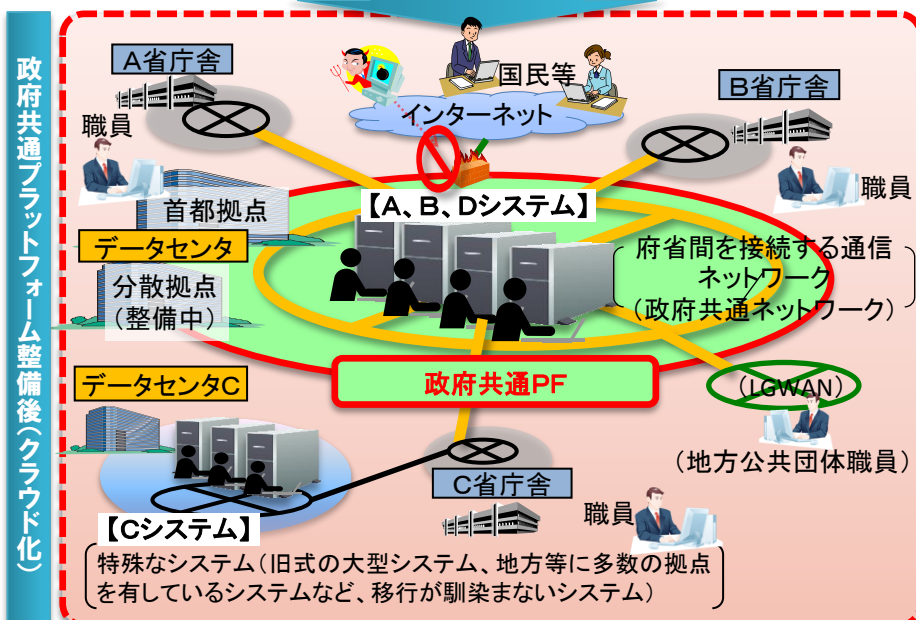 政府共通プラットフォーム整備後(クラウド化)
A省庁舎
職員
国民等
インターネット
B省庁舎
職員
首都拠点
データセンタ
分散拠点
(整備中)
【A、B、Dシステム】
府省間を接続する通信
ネットワーク
(政府共通ネットワーク)
政府共通PF
データセンタC
(LGWAN)
(地方公共団体職員)
C省庁舎
職員
【Cシステム】
特殊なシステム(旧式の大型システム、地方等に多数の拠点
を有しているシステムなど、移行が馴染まないシステム)